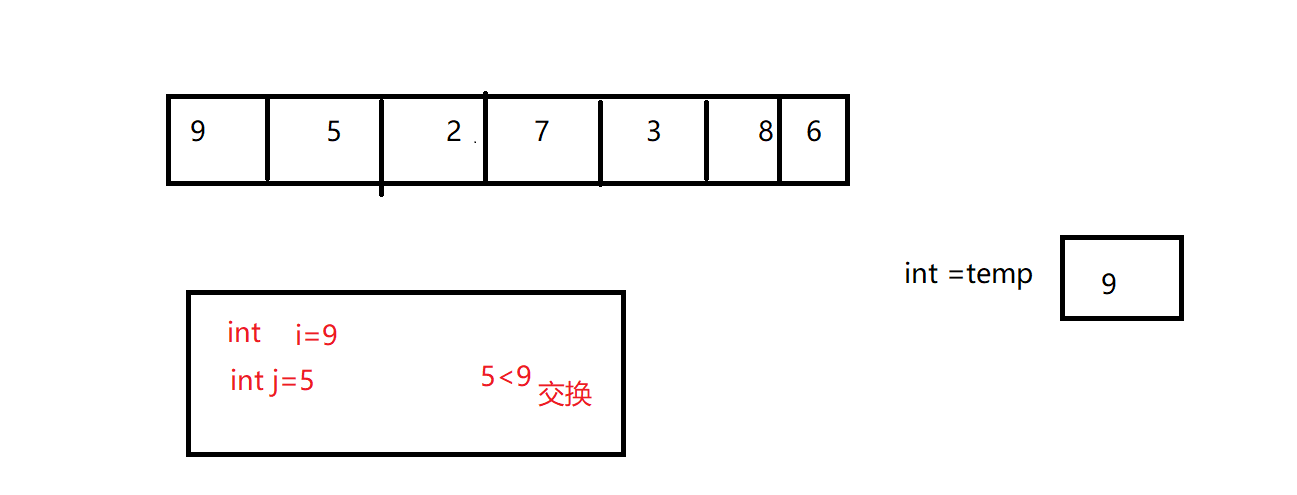 9 5 2 7 3 8 6
int =temp 9
int i=9
int j=5 5<9 交换